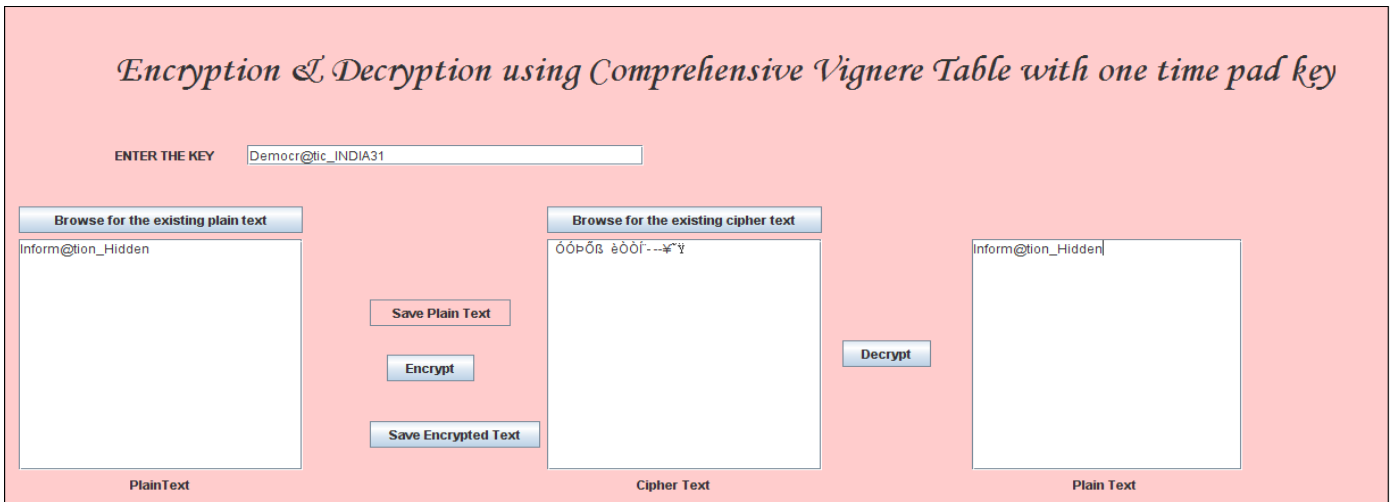 Encryption & Decryption using Comprehensive Vignere Table with one time pad key
ENTER THE KEY
Democr@tic_INDIA31
Browse for the existing plain text
Browse for the existing cipher text
Inform@tion_Hidden
Inform@tion_Hidden
Save Plain Text
Decrypt
Encrypt
Save Encrypted Text
PlainText
Cipher Text
Plain Text